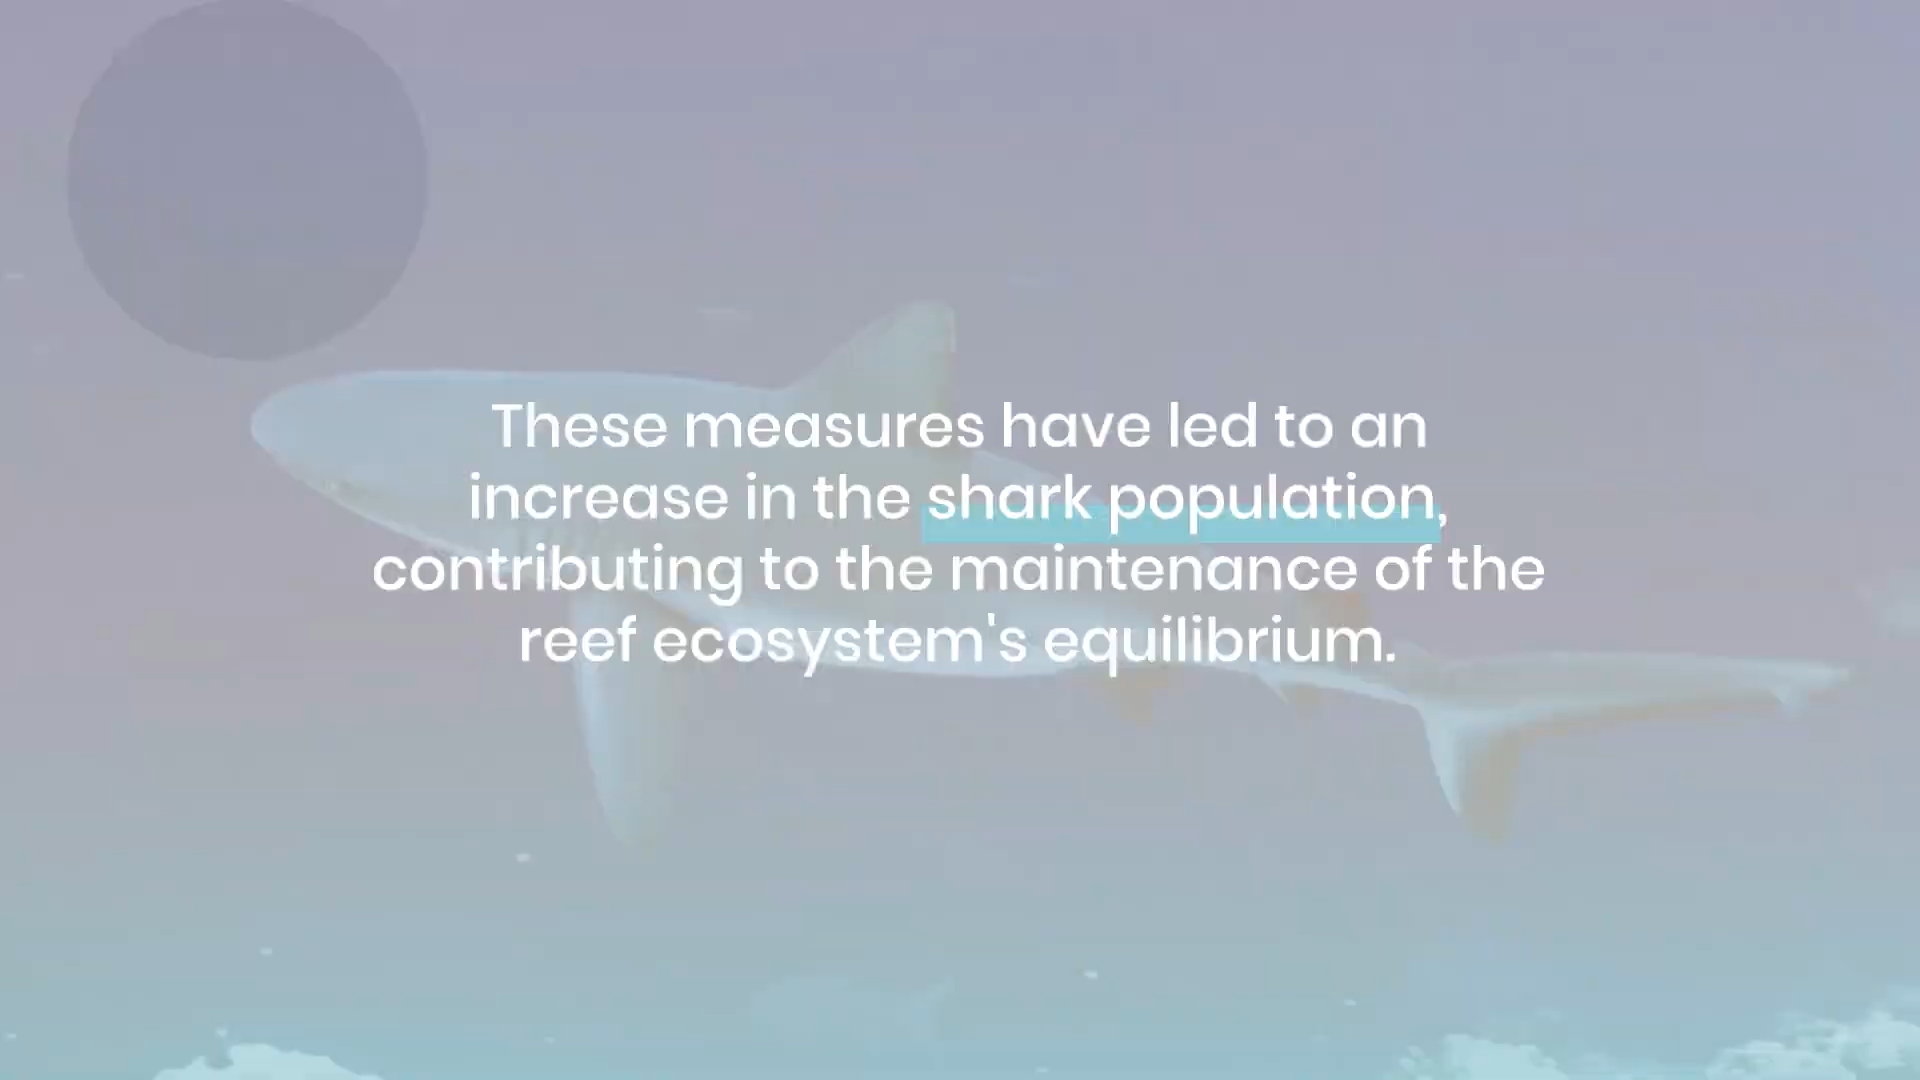 These measures have led to an
increase in the shark population,
contributing to the maintenance of the
reef ecosystem's equilibrium.